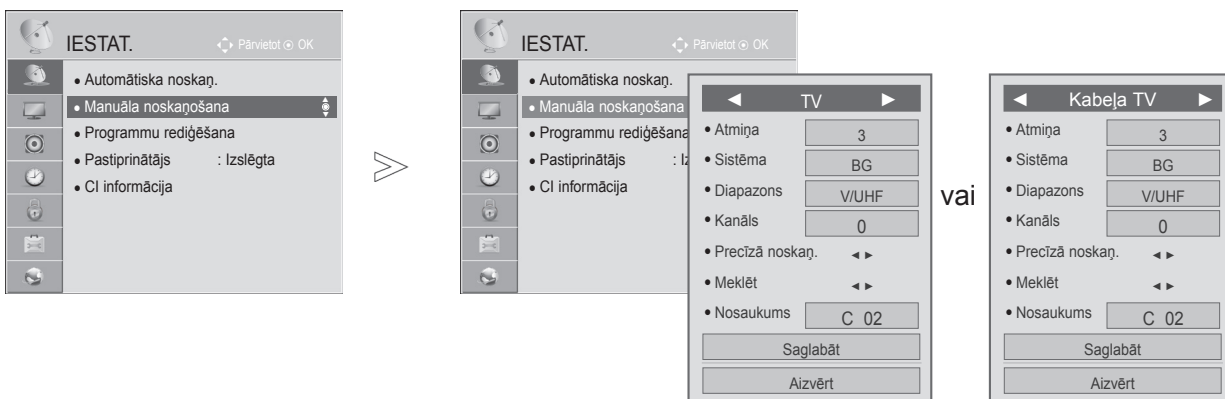 IESTAT. Pārvietot OK
• Automātiska noskaņ.
• Manuāla noskaņošana
• Programmu rediģēšana
• Pastiprinātājs : Izslēgta
• CI informācija
IESTAT. Pārvietot OK
• Automātiska noskaņ.
• Manuāla noskaņošana
• Programmu rediģēšana
• Pastiprinātājs : Iz
• CI informācija
◄ TV ►
• Atmiņa 3
• Sistēma BG
• Diapazons V/UHF
• Kanāls 0
• Precīzā noskaņ. ◄ ►
• Meklēt ◄ ►
• Nosaukums C 02
Saglabāt
Aizvērt
vai
◄ Kabeļa TV ►
• Atmiņa 3
• Sistēma BG
• Diapazons V/UHF
• Kanāls 0
• Precīzā noskaņ. ◄ ►
• Meklēt ◄ ►
• Nosaukums C 02
Saglabāt
Aizvērt